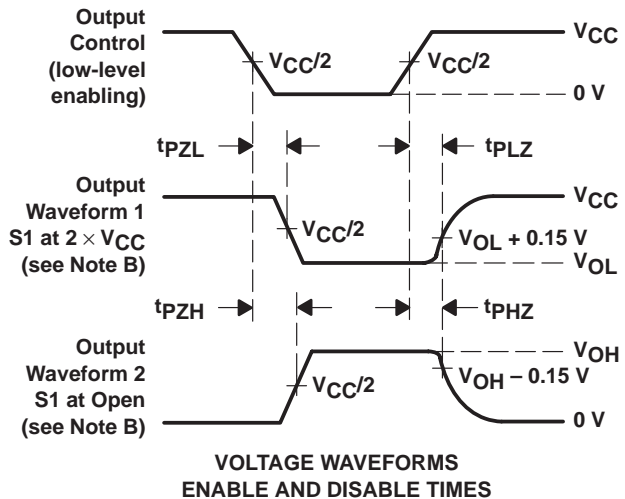 Output
Control
(low-level
enabling)
VCC/2
VCC/2
VCC
0 V
tPZL
tPLZ
Output
Waveform 1
S1 at 2 × VCC
(see Note B)
VCC/2
VCC
VOL + 0.15 V
VOL
tPZH
tPHZ
Output
Waveform 2
S1 at Open
(see Note B)
VCC/2
VOH
VOH – 0.15 V
0 V
VOLTAGE WAVEFORMS
ENABLE AND DISABLE TIMES